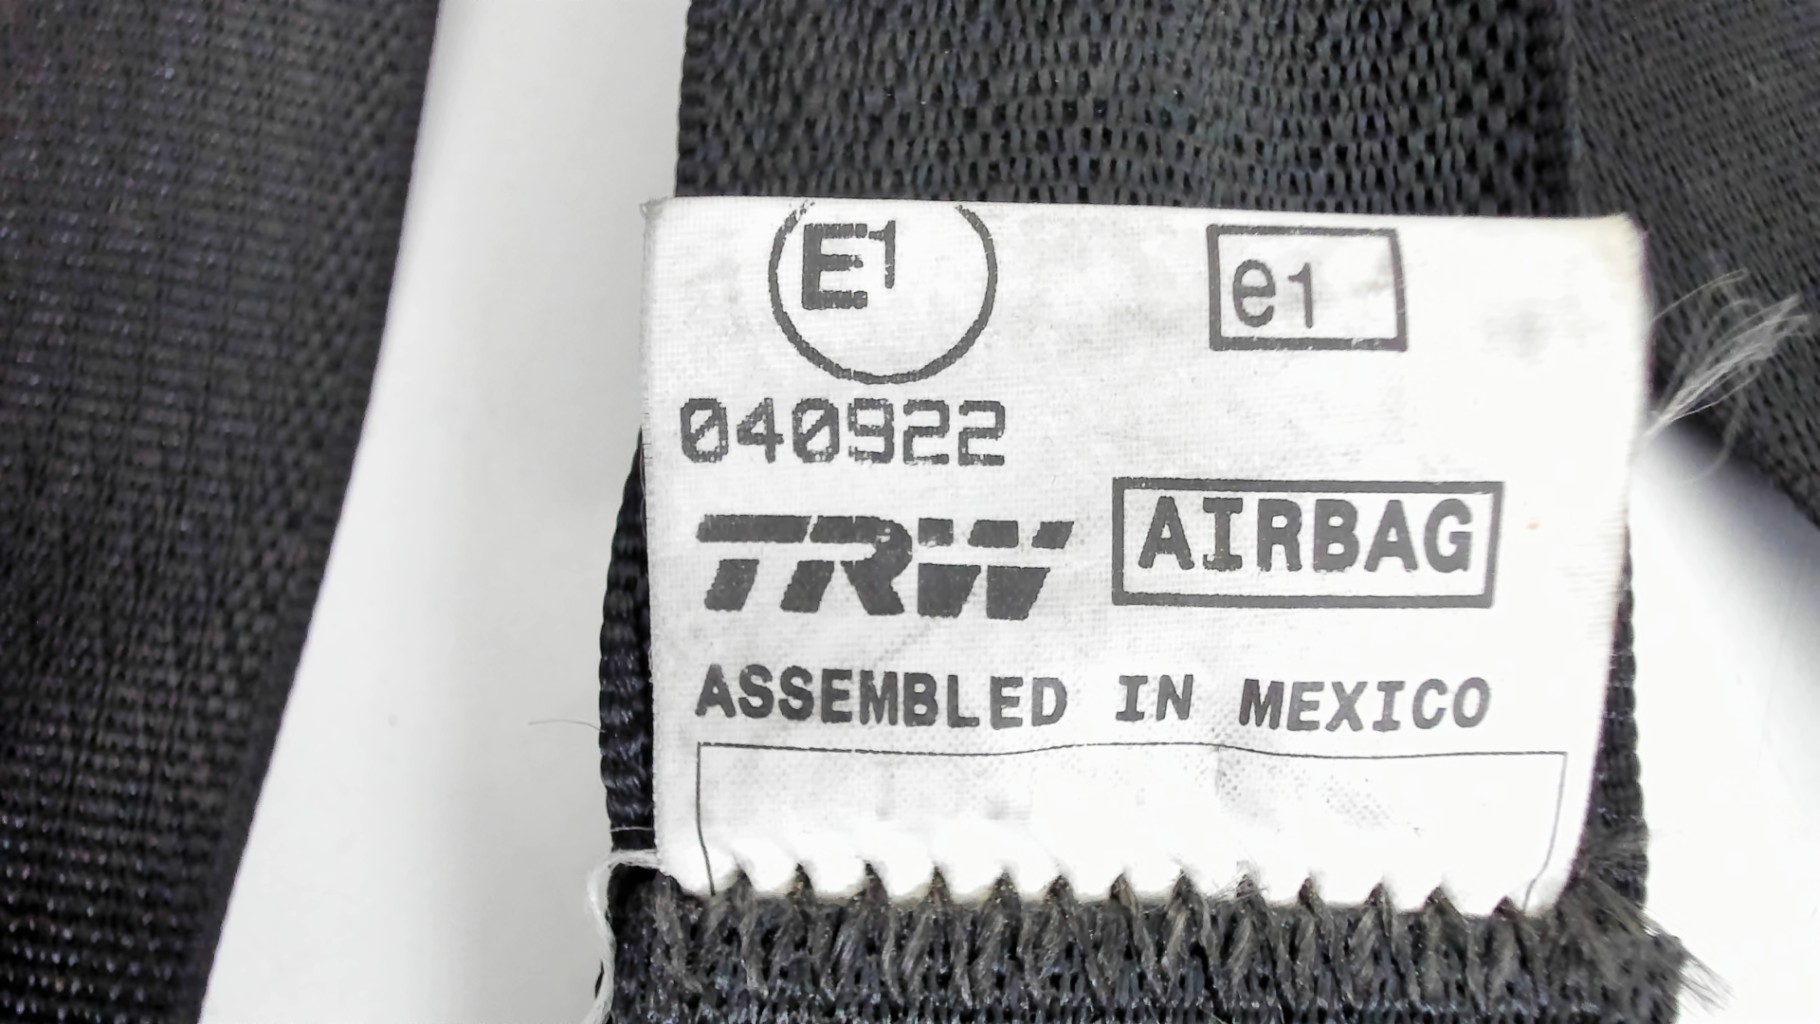 E1 e1
040922
TRW AIRBAG
ASSEMBLED IN MEXICO